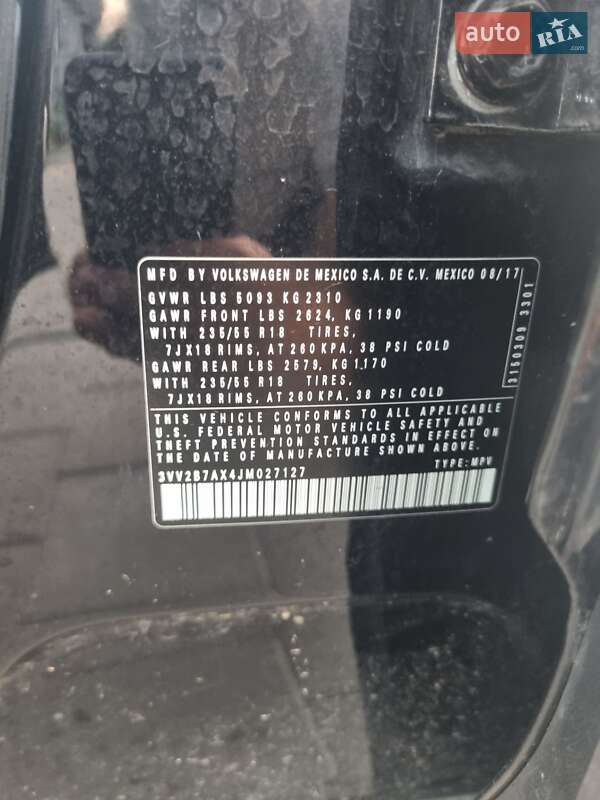 auto RIA
.com
MFD BY VOLKSWAGEN DE MEXICO S.A. DE C.V. MEXICO 08/17
GVWR LBS 5093 KG 2310
GAWR FRONT LBS 2624, KG 1190
WITH 235/55 R18 TIRES,
7JX18 RIMS, AT 260 KPA, 38 PSI COLD
GAWR REAR LBS 2579, KG 1170
WITH 235/55 R18 TIRES,
7JX18 RIMS, AT 260 KPA, 38 PSI COLD
THIS VEHICLE CONFORMS TO ALL APPLICABLE
U.S. FEDERAL MOTOR VEHICLE SAFETY AND
THEFT PREVENTION STANDARDS IN EFFECT ON
THE DATE OF MANUFACTURE SHOWN ABOVE.
3VV2B7AX4JM027127 TYPE: MPV
3150309 3301